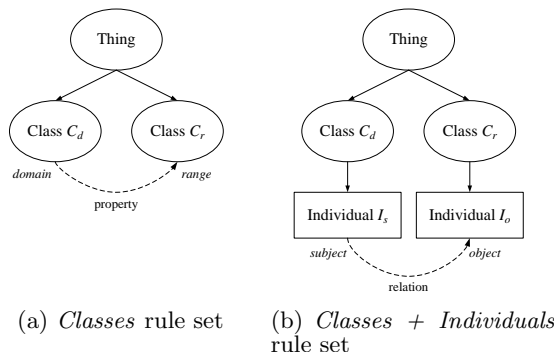 Thing
Class C_d
Class C_r
domain
range
property
(a) Classes rule set
Thing
Class C_d
Class C_r
Individual I_s
Individual I_o
subject
object
relation
(b) Classes + Individuals
rule set